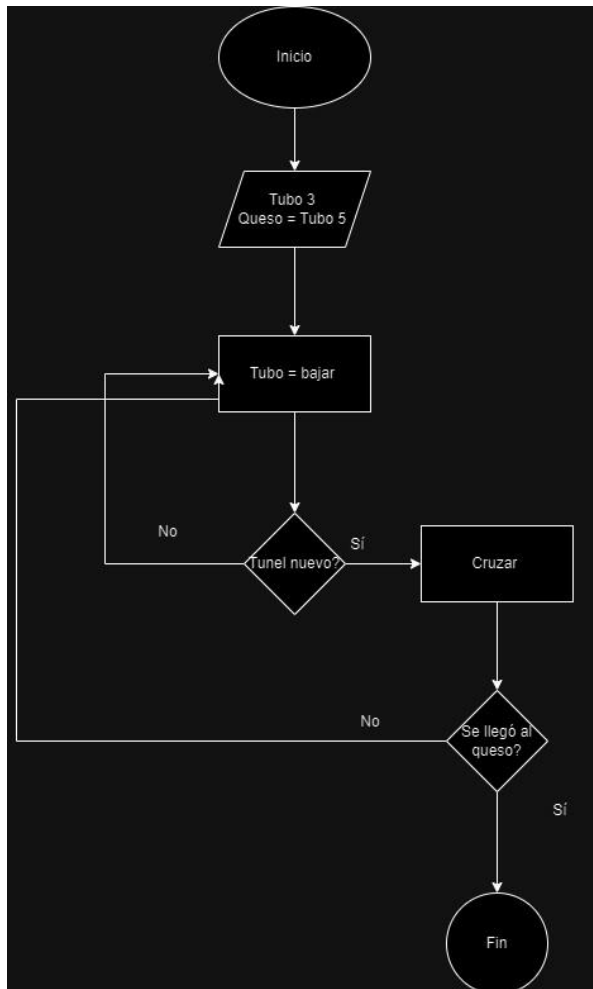 Inicio
Tubo 3
Queso = Tubo 5
Tubo = bajar
No
Tunel nuevo?
Sí
Cruzar
No
Se llegó al
queso?
Sí
Fin